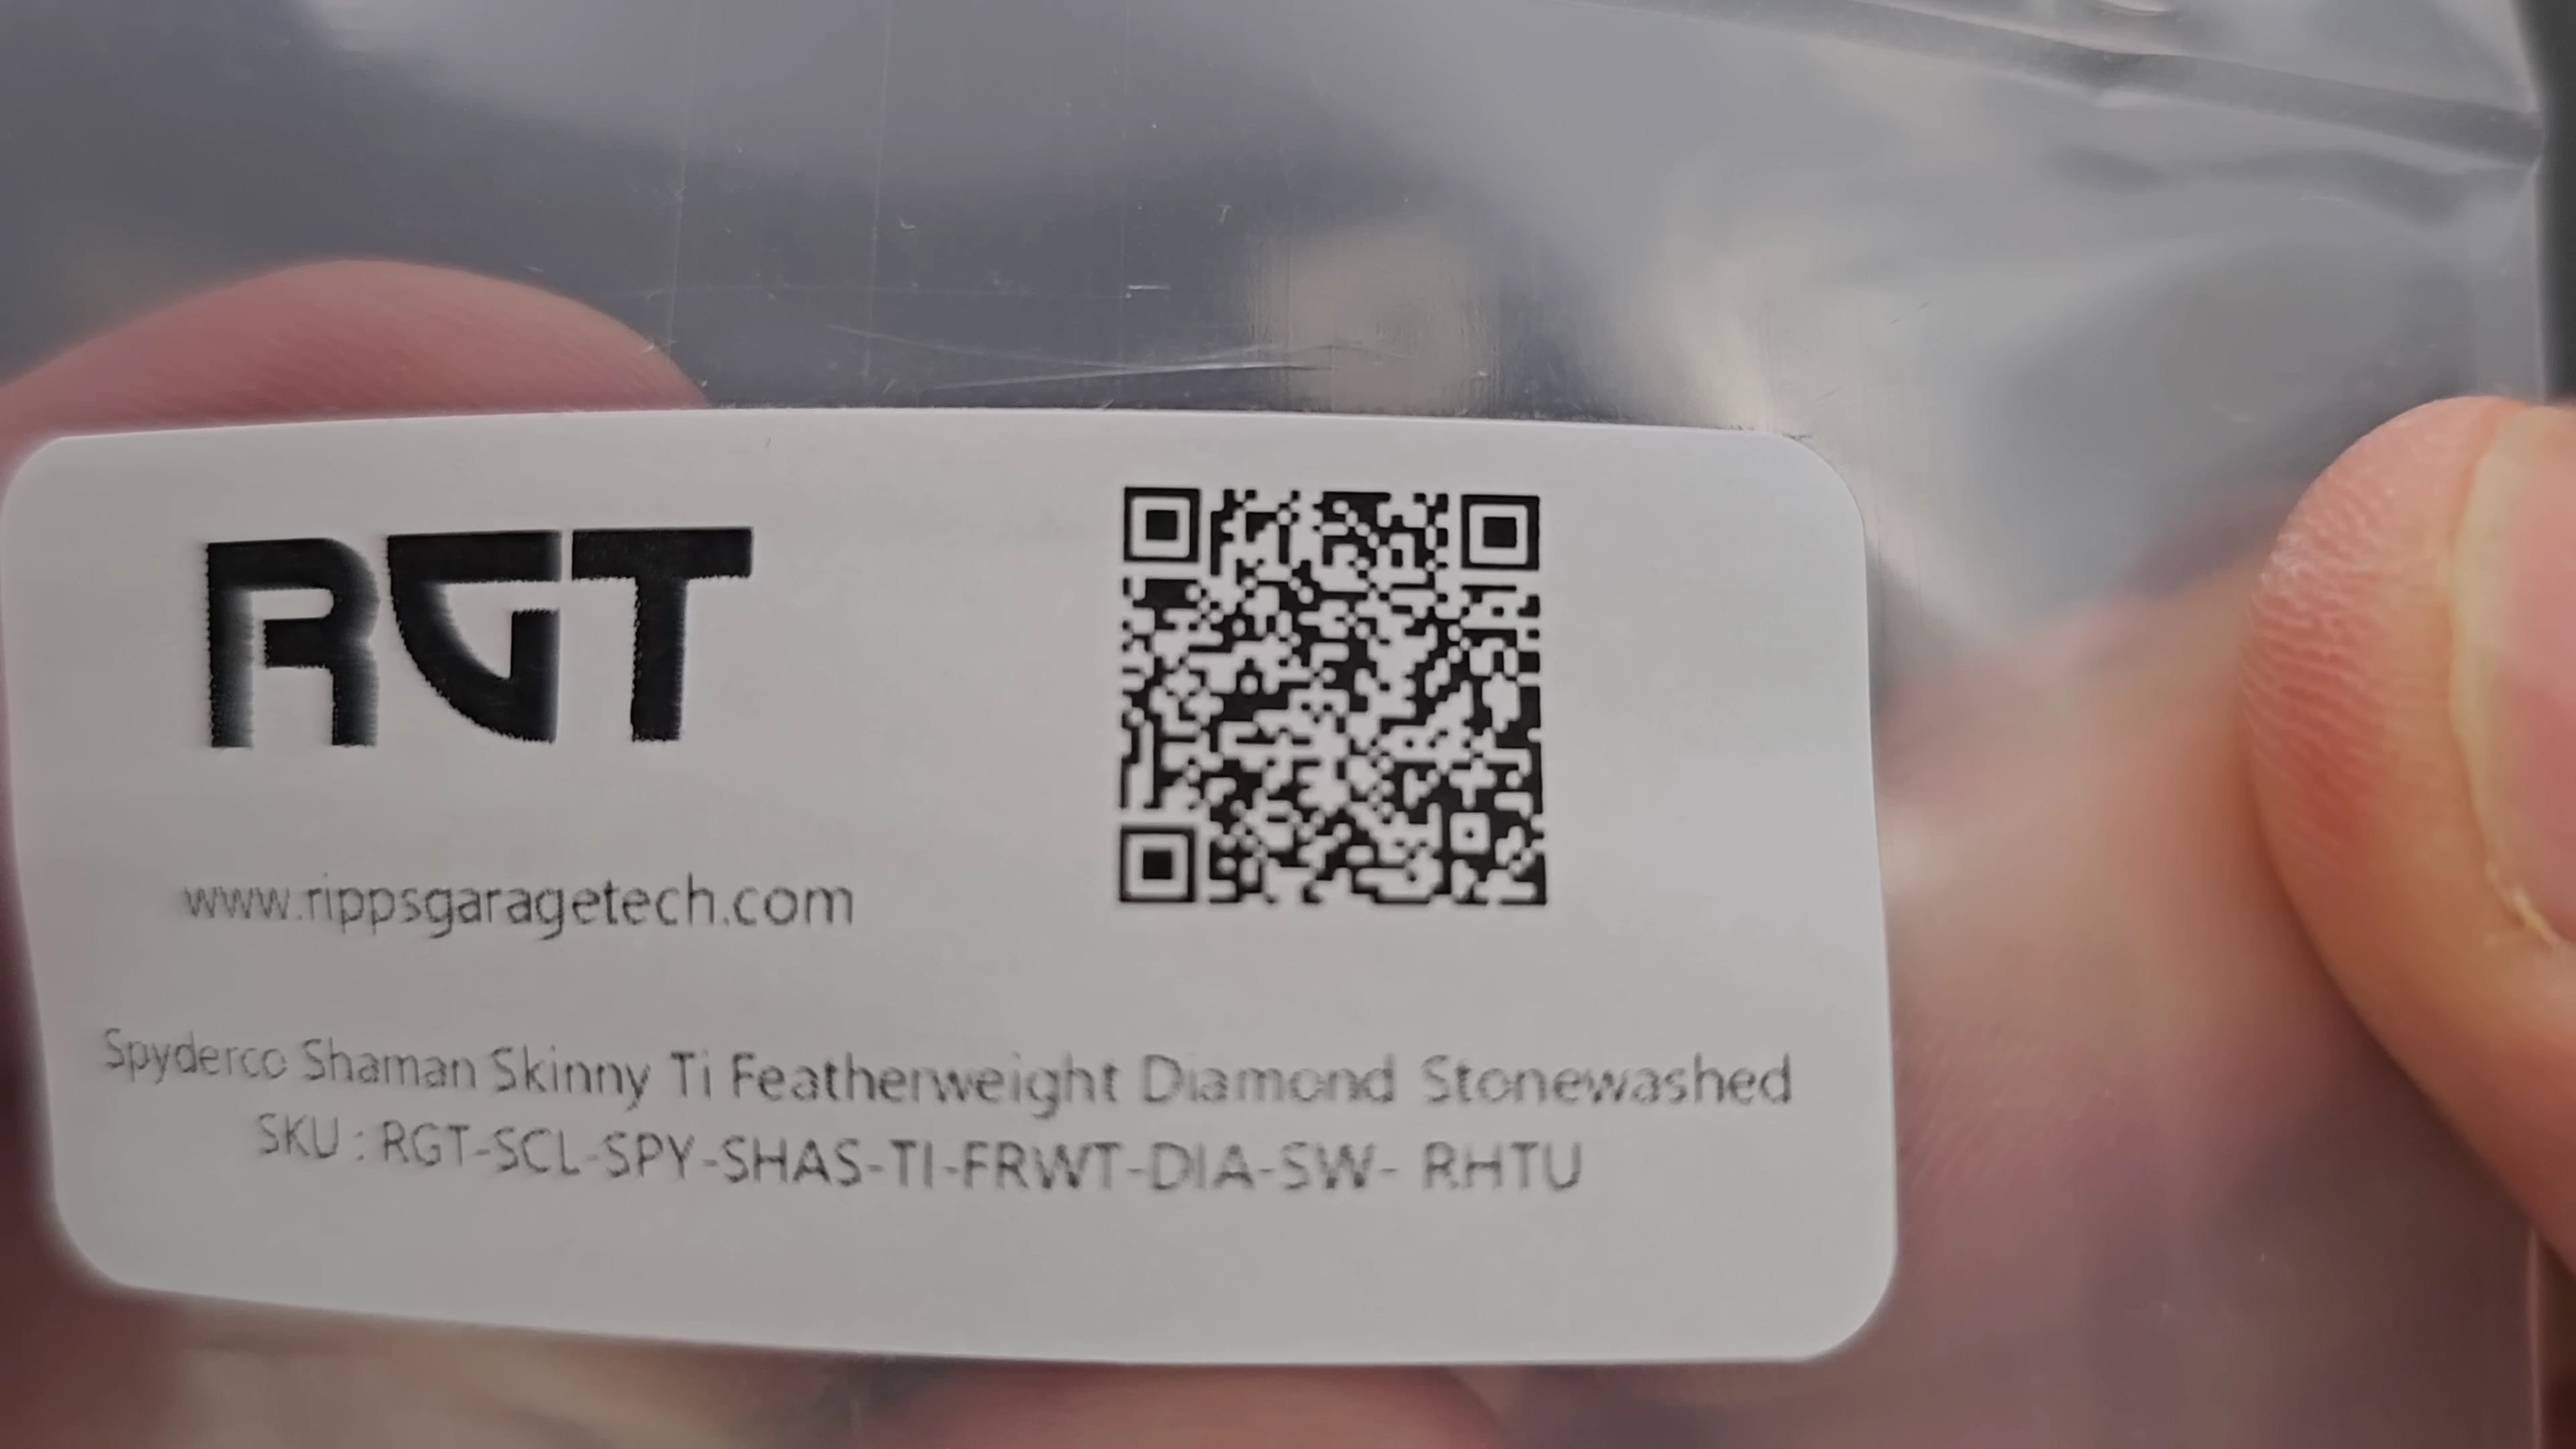 RGT
www.rippsgaragetech.com
Spyderco Shaman Skinny Ti Featherweight Diamond Stonewashed
SKU : RGT-SCL-SPY-SHAS-TI-FRWT-DIA-SW- RHTU